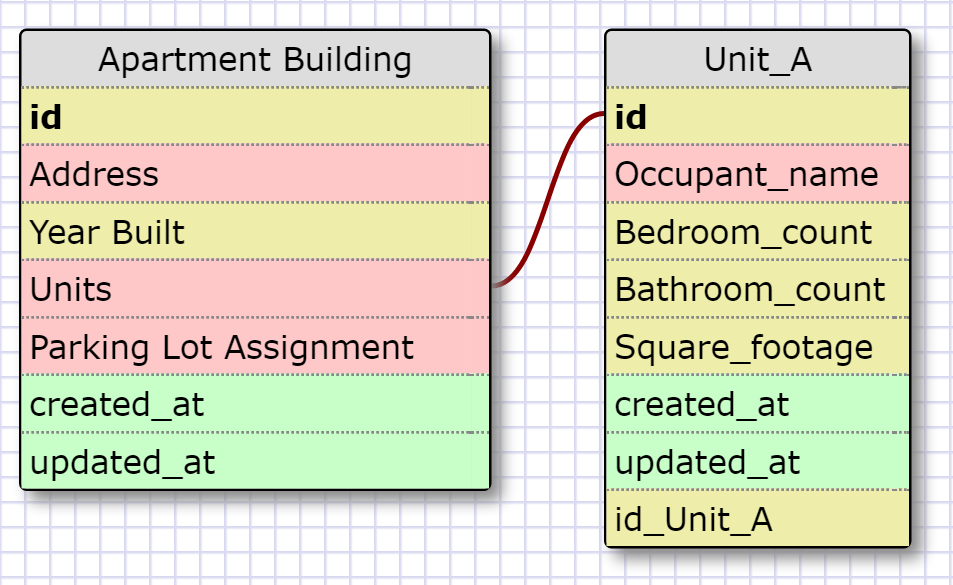 Apartment Building
id
Address
Year Built
Units
Parking Lot Assignment
created_at
updated_at
Unit_A
id
Occupant_name
Bedroom_count
Bathroom_count
Square_footage
created_at
updated_at
id_Unit_A